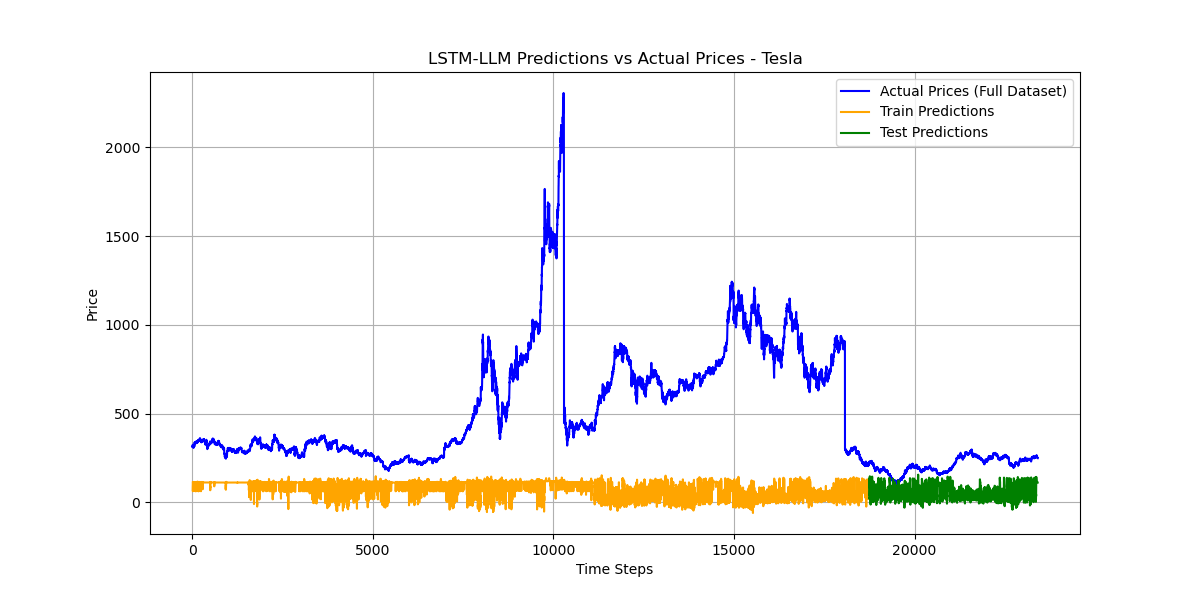 LSTM-LLM Predictions vs Actual Prices - Tesla
Actual Prices (Full Dataset)
Train Predictions
Test Predictions
Price
2000
1500
1000
500
0
0 5000 10000 15000 20000
Time Steps